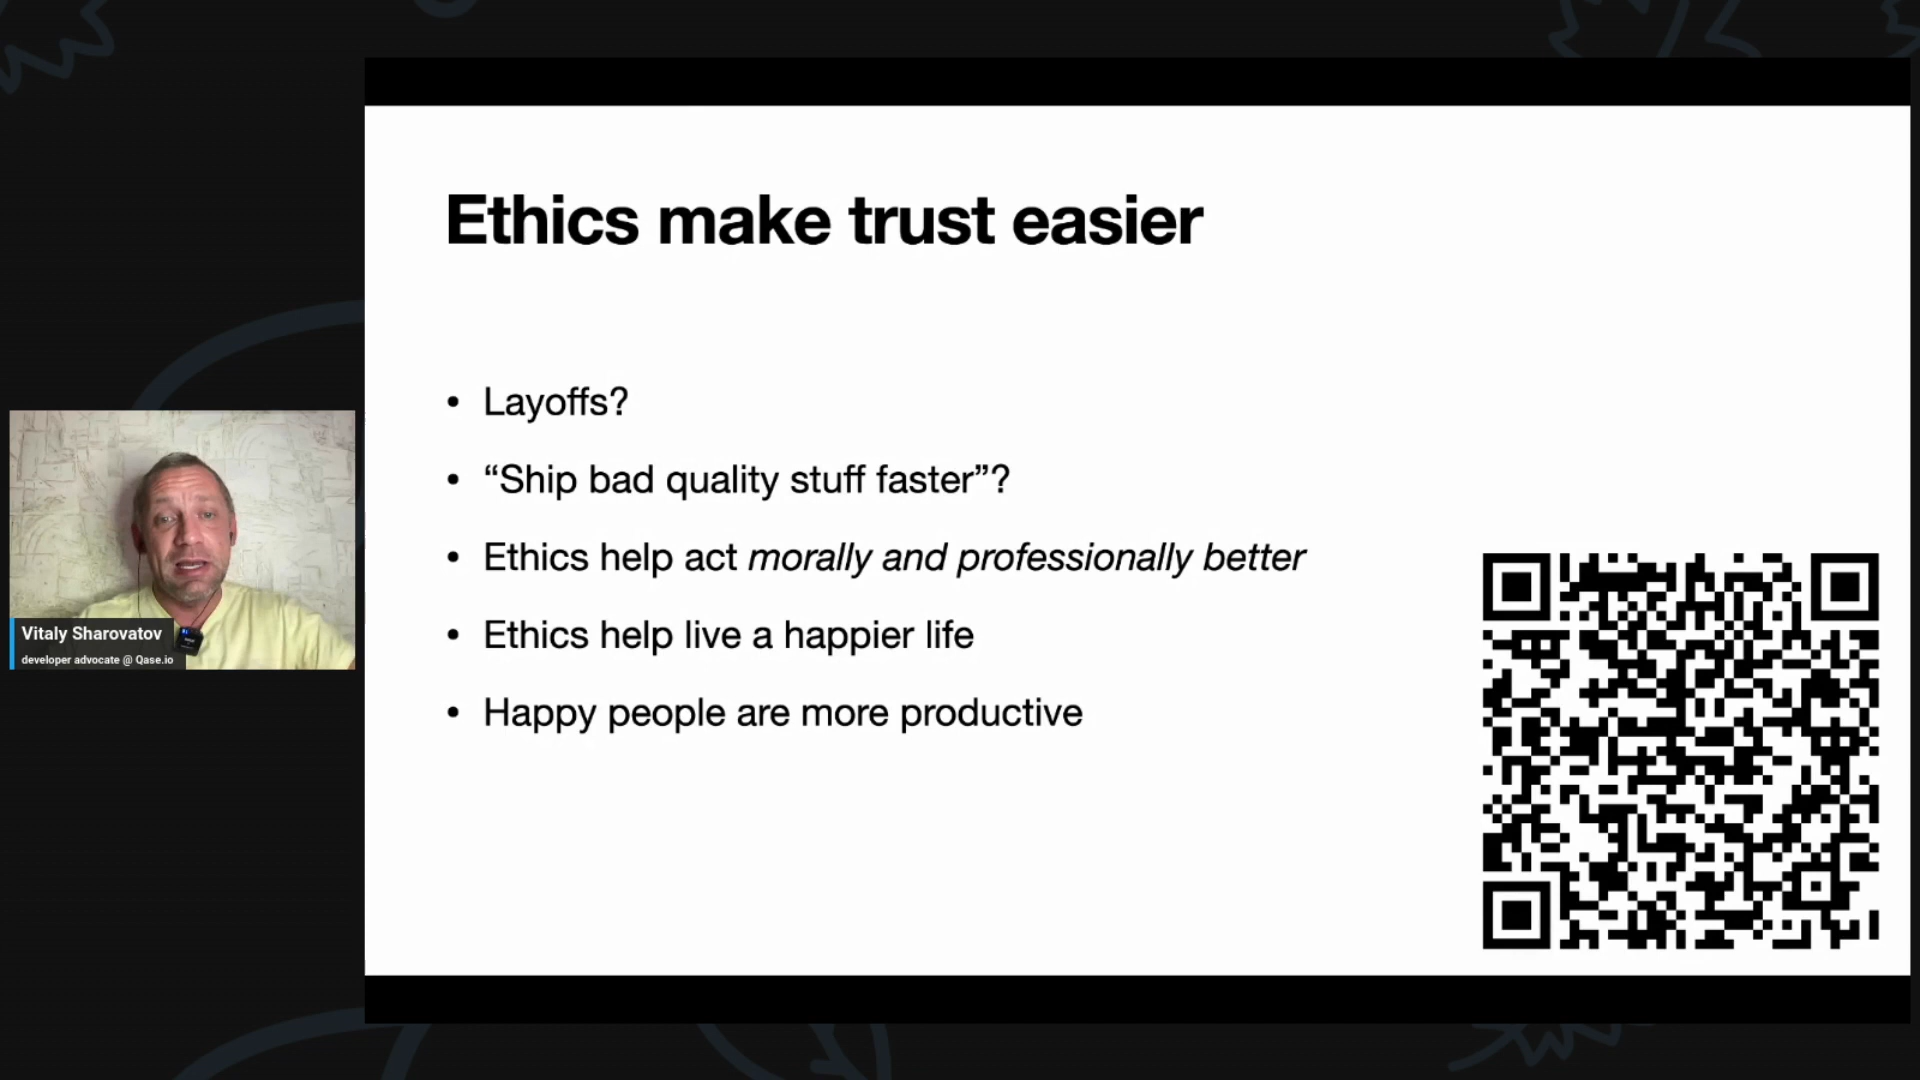 Ethics make trust easier
• Layoffs?
• “Ship bad quality stuff faster”?
• Ethics help act morally and professionally better
• Ethics help live a happier life
• Happy people are more productive
Vitaly Sharovatov
developer advocate @ Qase.io